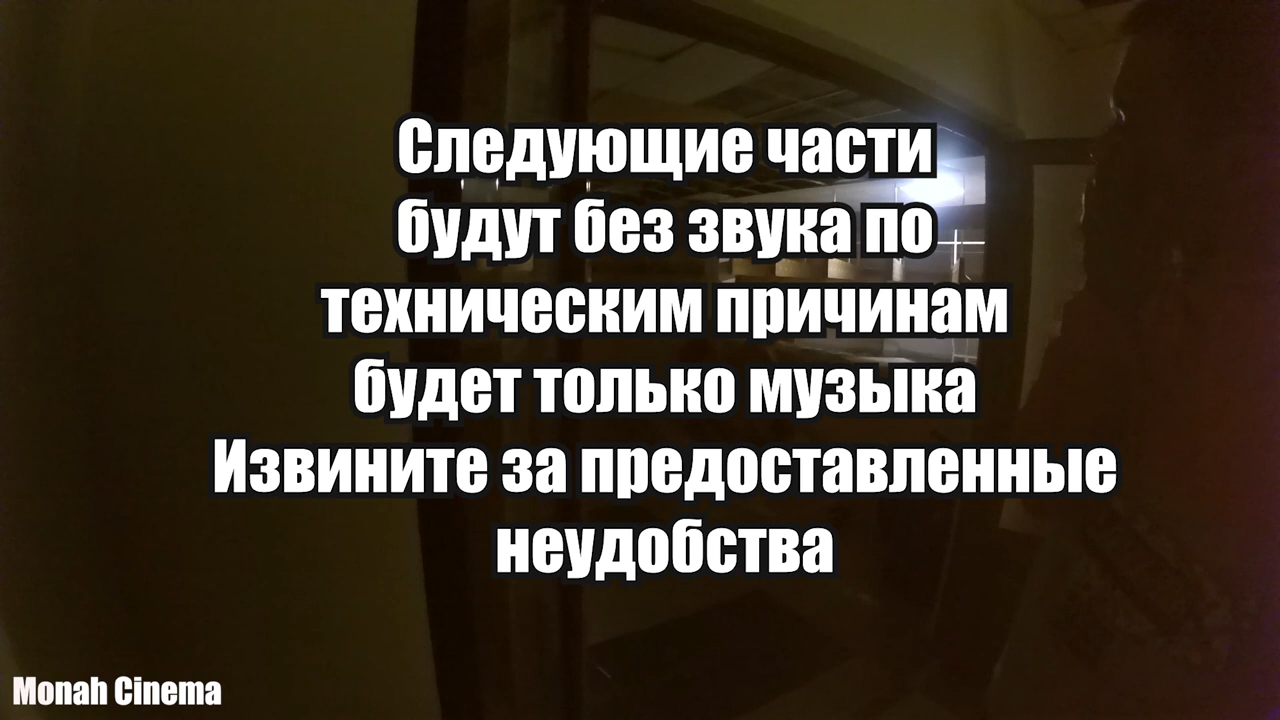 Следующие части
будут без звука по
техническим причинам
будет только музыка
Извините за предоставленные
неудобства
Monah Cinema